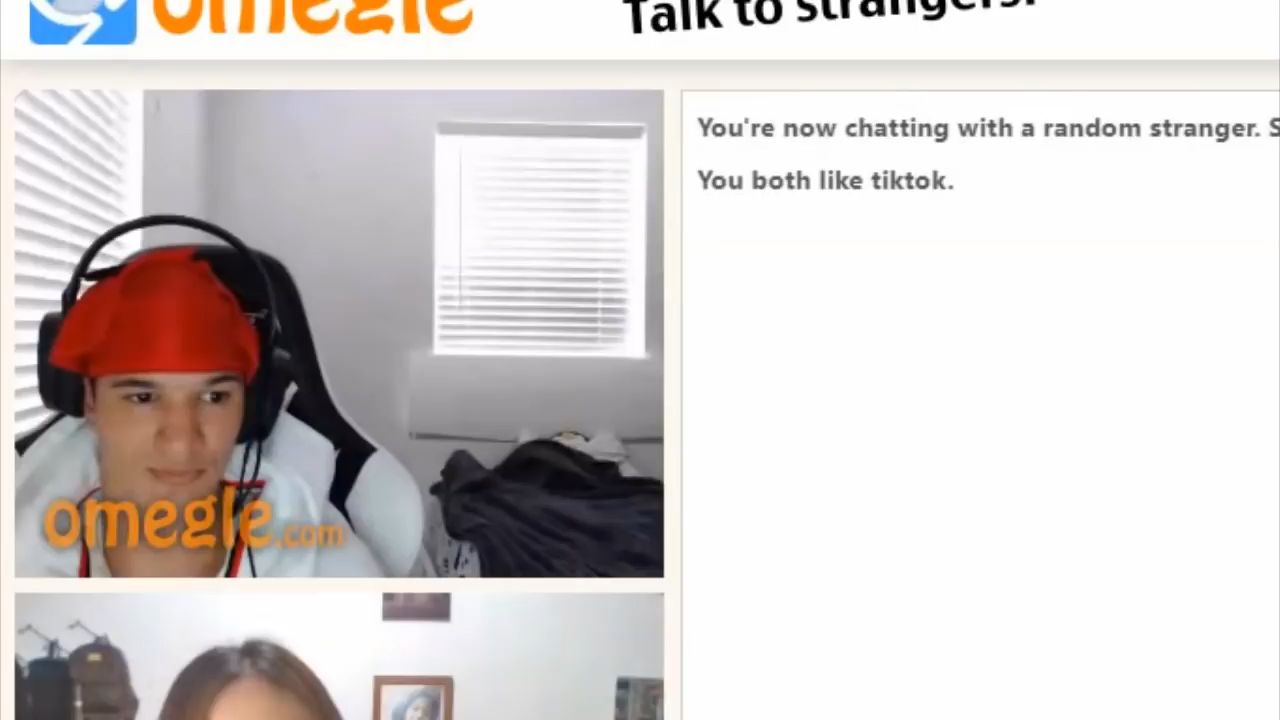 omegle
Talk to strangers!
You're now chatting with a random stranger. S
You both like tiktok.
omegle.com